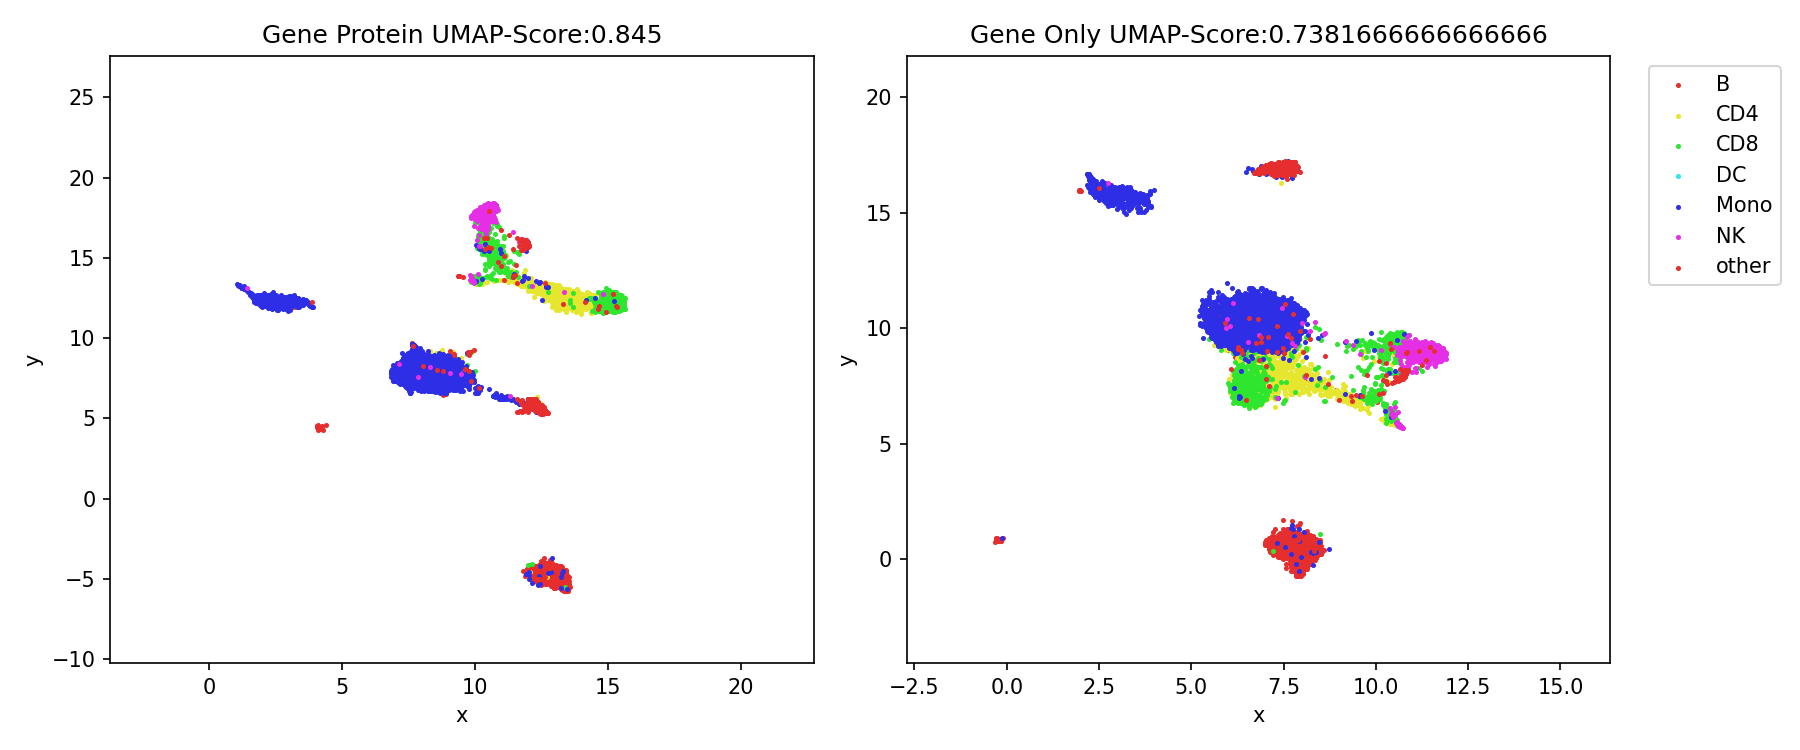 Gene Protein UMAP-Score:0.845
25
20
15
10
5
0
−5
−10
y
0
5
10
15
20
x
Gene Only UMAP-Score:0.7381666666666666
20
15
10
5
0
y
−2.5
0.0
2.5
5.0
7.5
10.0
12.5
15.0
x
B
CD4
CD8
DC
Mono
NK
other